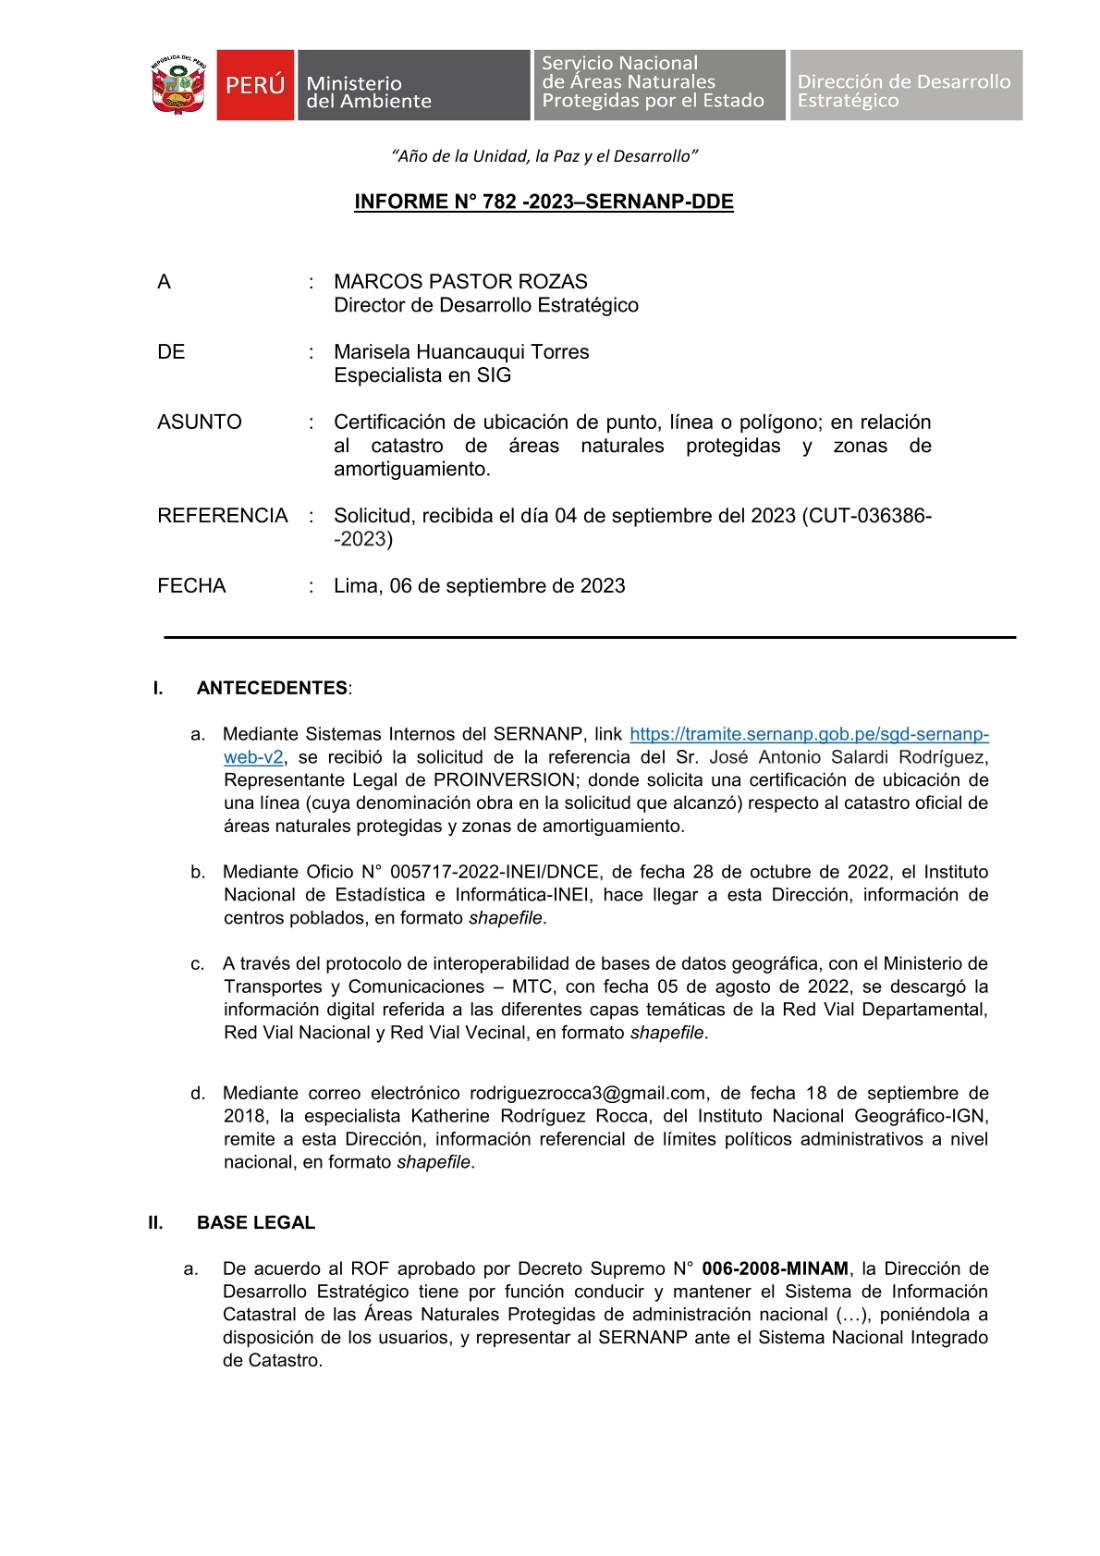 REPÚBLICA DEL PERÚ
PERÚ
Ministerio
del Ambiente
Servicio Nacional
de Áreas Naturales
Protegidas por el Estado
Dirección de Desarrollo
Estratégico
“Año de la Unidad, la Paz y el Desarrollo”
INFORME N° 782 -2023–SERNANP-DDE
A : MARCOS PASTOR ROZAS
Director de Desarrollo Estratégico
DE : Marisela Huancauqui Torres
Especialista en SIG
ASUNTO : Certificación de ubicación de punto, línea o polígono; en relación
al catastro de áreas naturales protegidas y zonas de
amortiguamiento.
REFERENCIA : Solicitud, recibida el día 04 de septiembre del 2023 (CUT-036386-
-2023)
FECHA : Lima, 06 de septiembre de 2023
I. ANTECEDENTES:
a. Mediante Sistemas Internos del SERNANP, link https://tramite.sernanp.gob.pe/sgd-sernanp-
web-v2, se recibió la solicitud de la referencia del Sr. José Antonio Salardi Rodríguez,
Representante Legal de PROINVERSION; donde solicita una certificación de ubicación de
una línea (cuya denominación obra en la solicitud que alcanzó) respecto al catastro oficial de
áreas naturales protegidas y zonas de amortiguamiento.
b. Mediante Oficio N° 005717-2022-INEI/DNCE, de fecha 28 de octubre de 2022, el Instituto
Nacional de Estadística e Informática-INEI, hace llegar a esta Dirección, información de
centros poblados, en formato shapefile.
c. A través del protocolo de interoperabilidad de bases de datos geográfica, con el Ministerio de
Transportes y Comunicaciones – MTC, con fecha 05 de agosto de 2022, se descargó la
información digital referida a las diferentes capas temáticas de la Red Vial Departamental,
Red Vial Nacional y Red Vial Vecinal, en formato shapefile.
d. Mediante correo electrónico rodriguezrocca3@gmail.com, de fecha 18 de septiembre de
2018, la especialista Katherine Rodríguez Rocca, del Instituto Nacional Geográfico-IGN,
remite a esta Dirección, información referencial de límites políticos administrativos a nivel
nacional, en formato shapefile.
II. BASE LEGAL
a. De acuerdo al ROF aprobado por Decreto Supremo N° 006-2008-MINAM, la Dirección de
Desarrollo Estratégico tiene por función conducir y mantener el Sistema de Información
Catastral de las Áreas Naturales Protegidas de administración nacional (…), poniéndola a
disposición de los usuarios, y representar al SERNANP ante el Sistema Nacional Integrado
de Catastro.